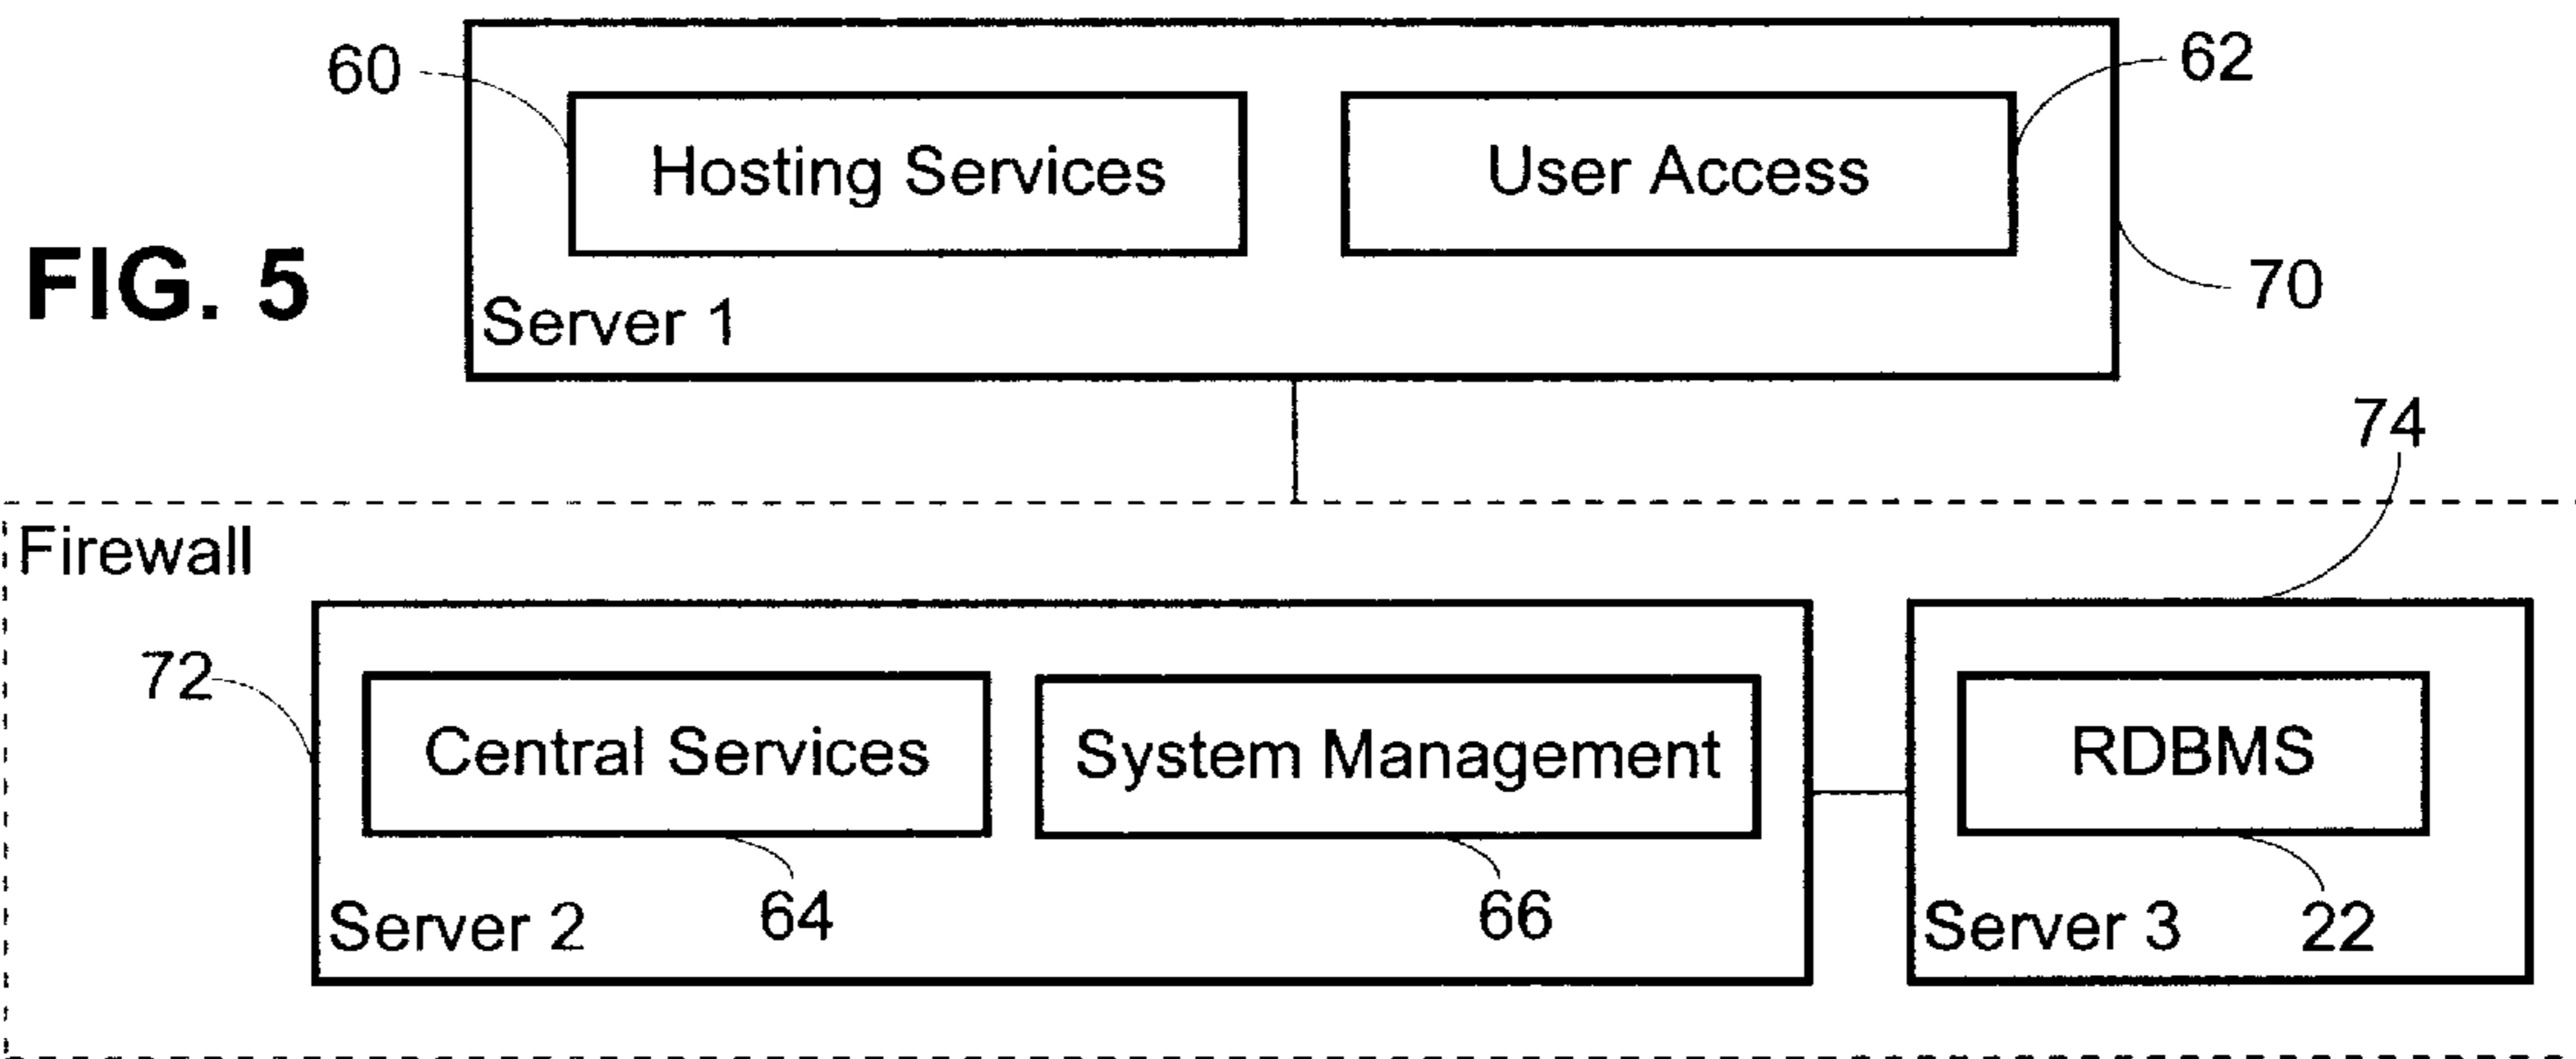 60
62
Hosting Services
User Access
FIG. 5
70
Server 1
74
Firewall
72
Central Services
System Management
RDBMS
64
66
Server 2
Server 3
22